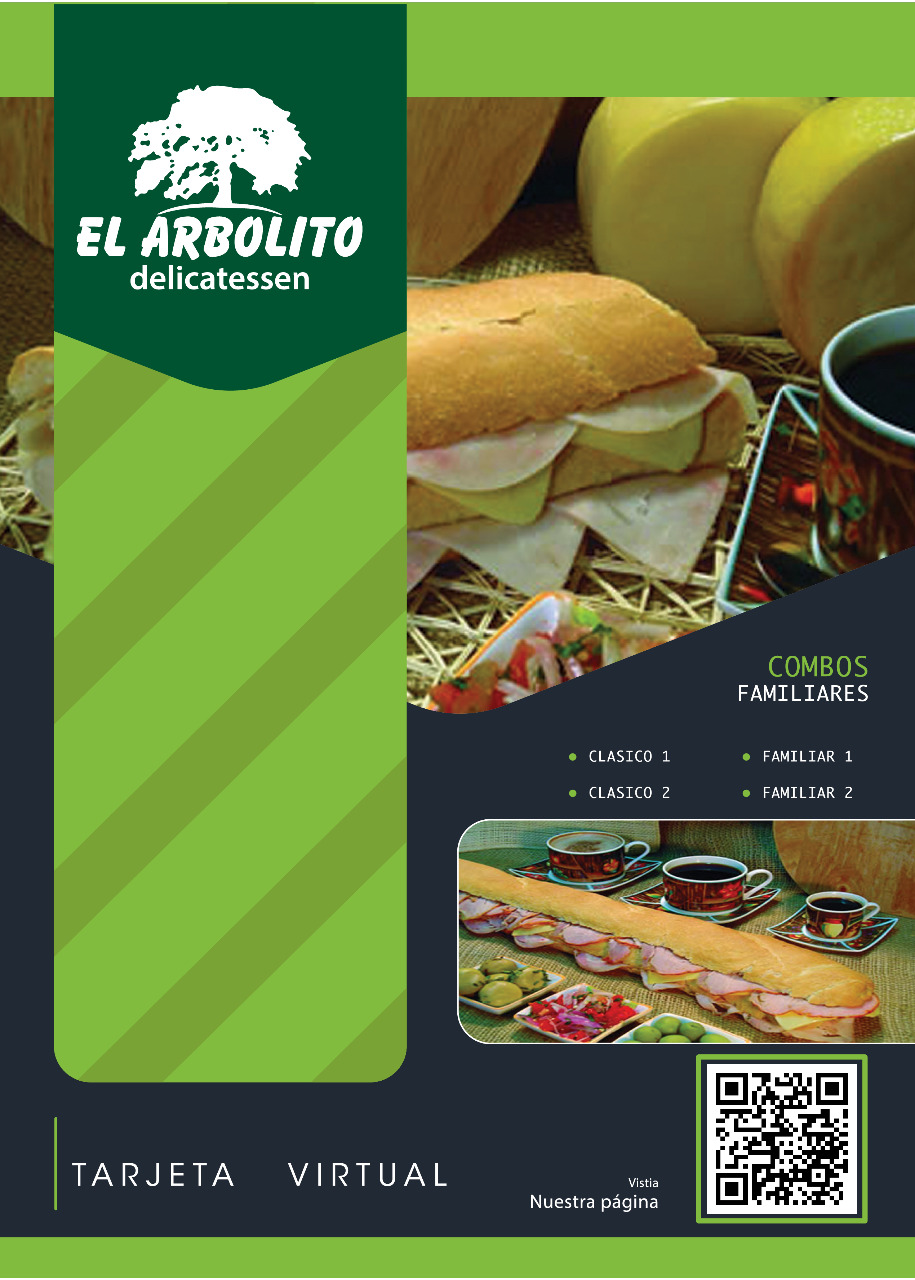 EL ARBOLITO
delicatessen
COMBOS
FAMILIARES
CLASICO 1
FAMILIAR 1
CLASICO 2
FAMILIAR 2
TARJETA VIRTUAL
Vistia
Nuestra página